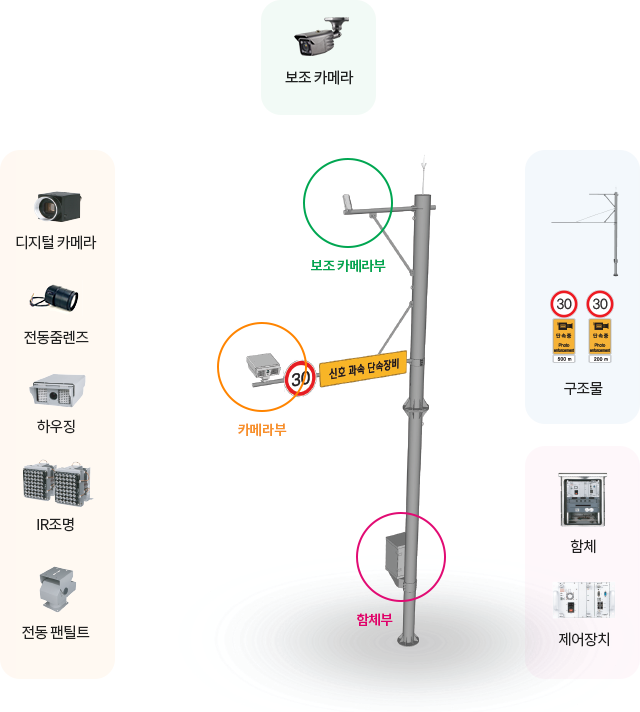 보조 카메라
디지털 카메라
전동줌렌즈
하우징
IR조명
전동 팬틸트
보조 카메라부
30
신호 과속 단속장비
카메라부
함체부
30
30
단속중
단속중
Photo
enforcement
Photo
enforcement
500 m
200 m
구조물
함체
제어장치